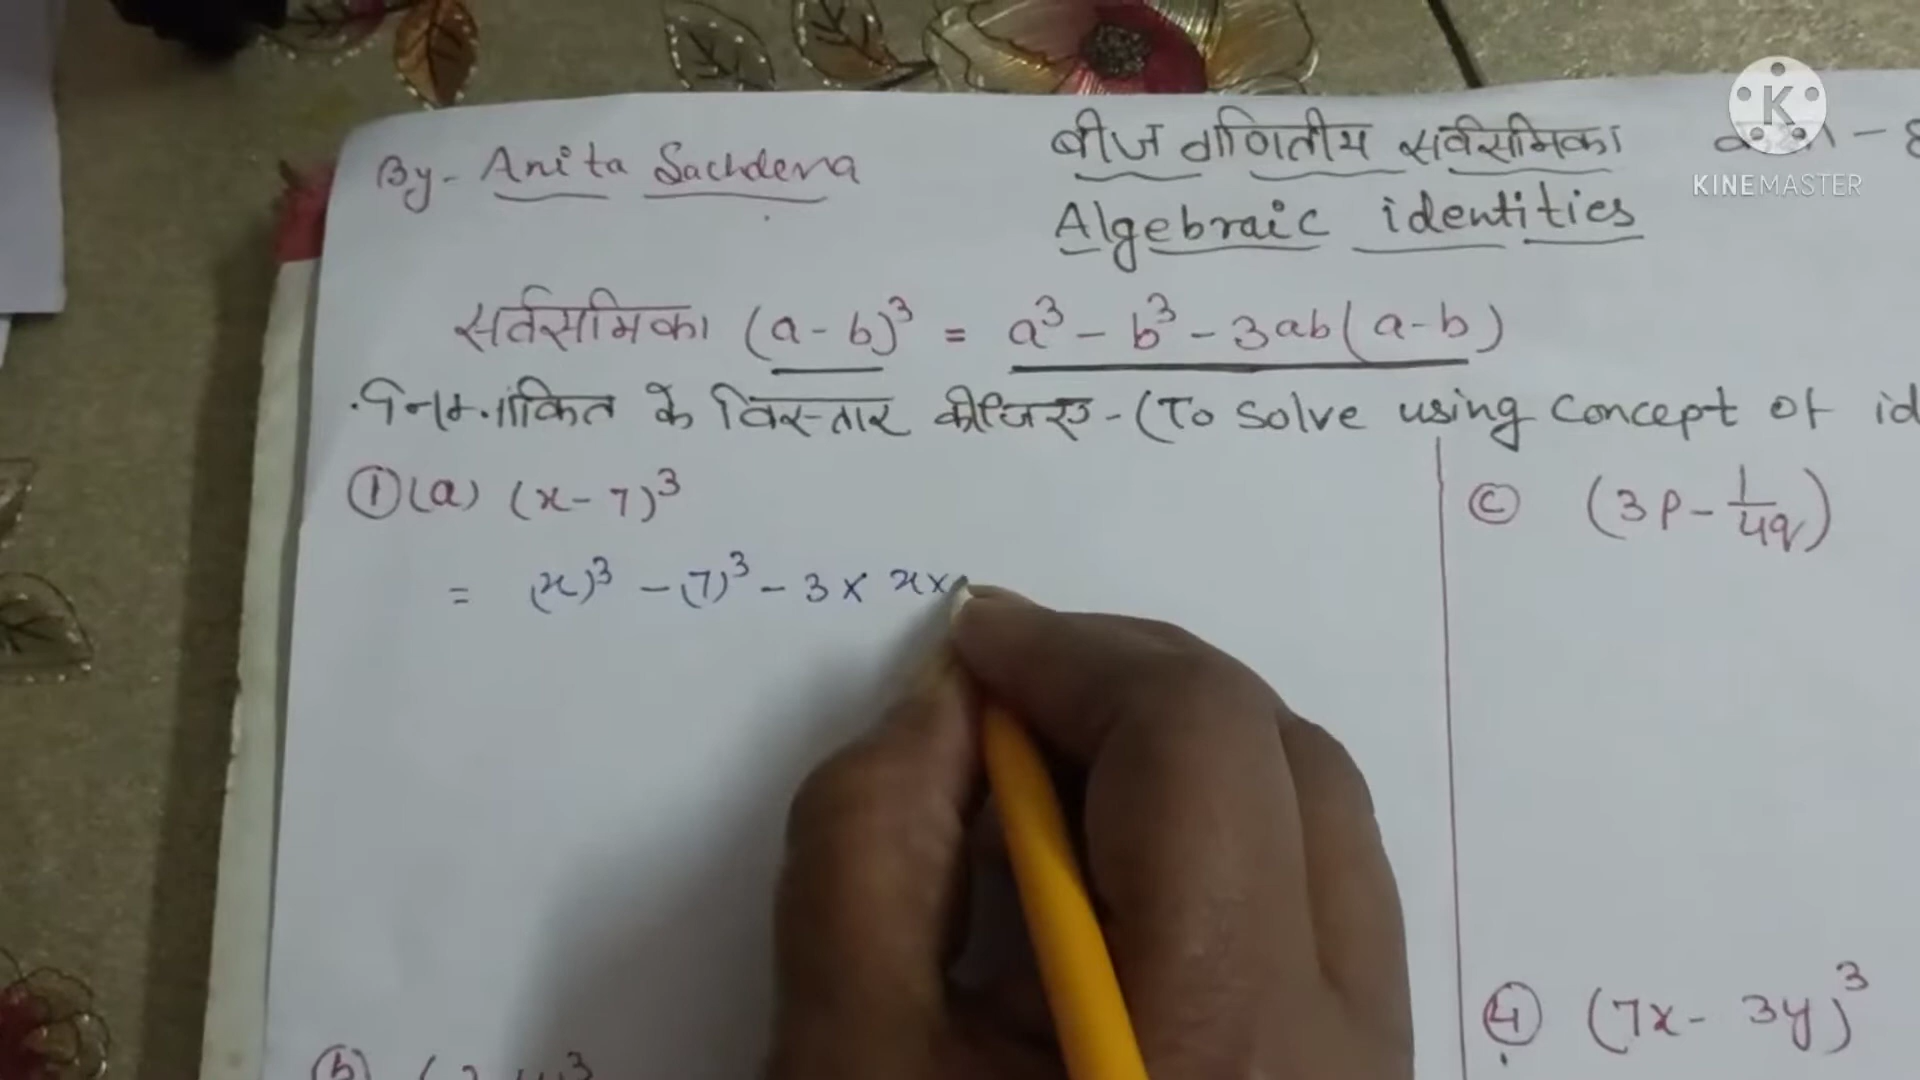 By - Anita Sachdeva
बीज गणितीय सर्वसमिका
Algebraic identities
KINEMASTER
सर्वसमिका (a - b)³ = a³ - b³ - 3ab(a-b)
निम्नांकित के विस्तार कीजिए - (To solve using concept of
① (a) (x - 7)³
= (x)³ - (7)³ - 3 × x ×
(b)
ⓒ (3p - 1/4q)
④ (7x - 3y)³